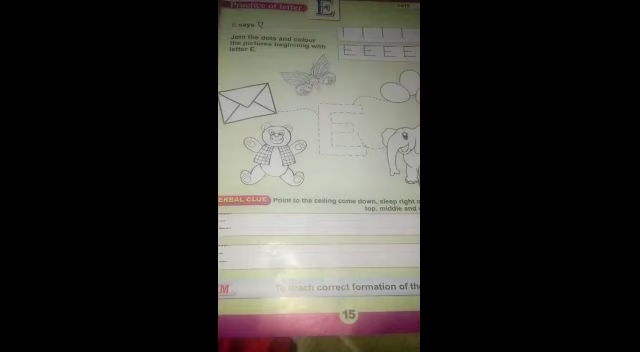 Practice of letter E
E says
Join the dots and colour
the pictures beginning with
letter E.
E E E E
E
ERBAL CLUE Point to the ceiling come down, sleep right
top, middle and
To teach correct formation of the
15